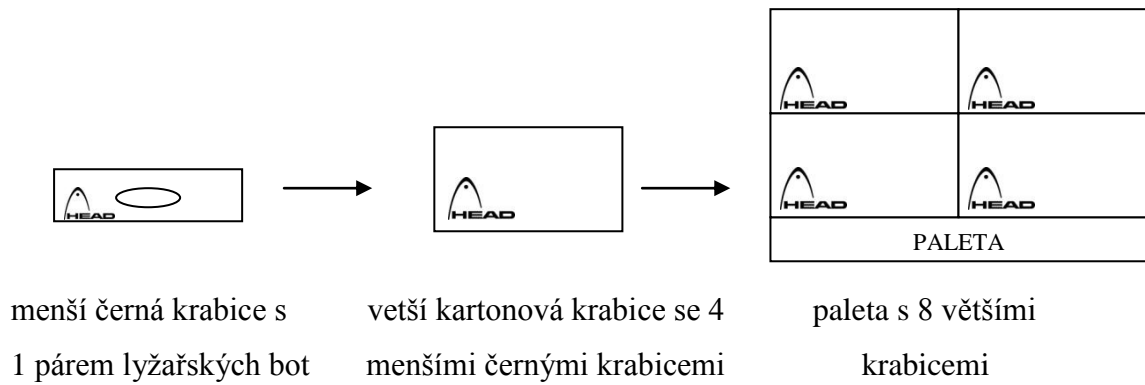 HEAD
HEAD
HEAD
HEAD
HEAD
HEAD
PALETA
menší černá krabice s
1 párem lyžařských bot
vetší kartonová krabice se 4
menšími černými krabicemi
paleta s 8 většími
krabicemi